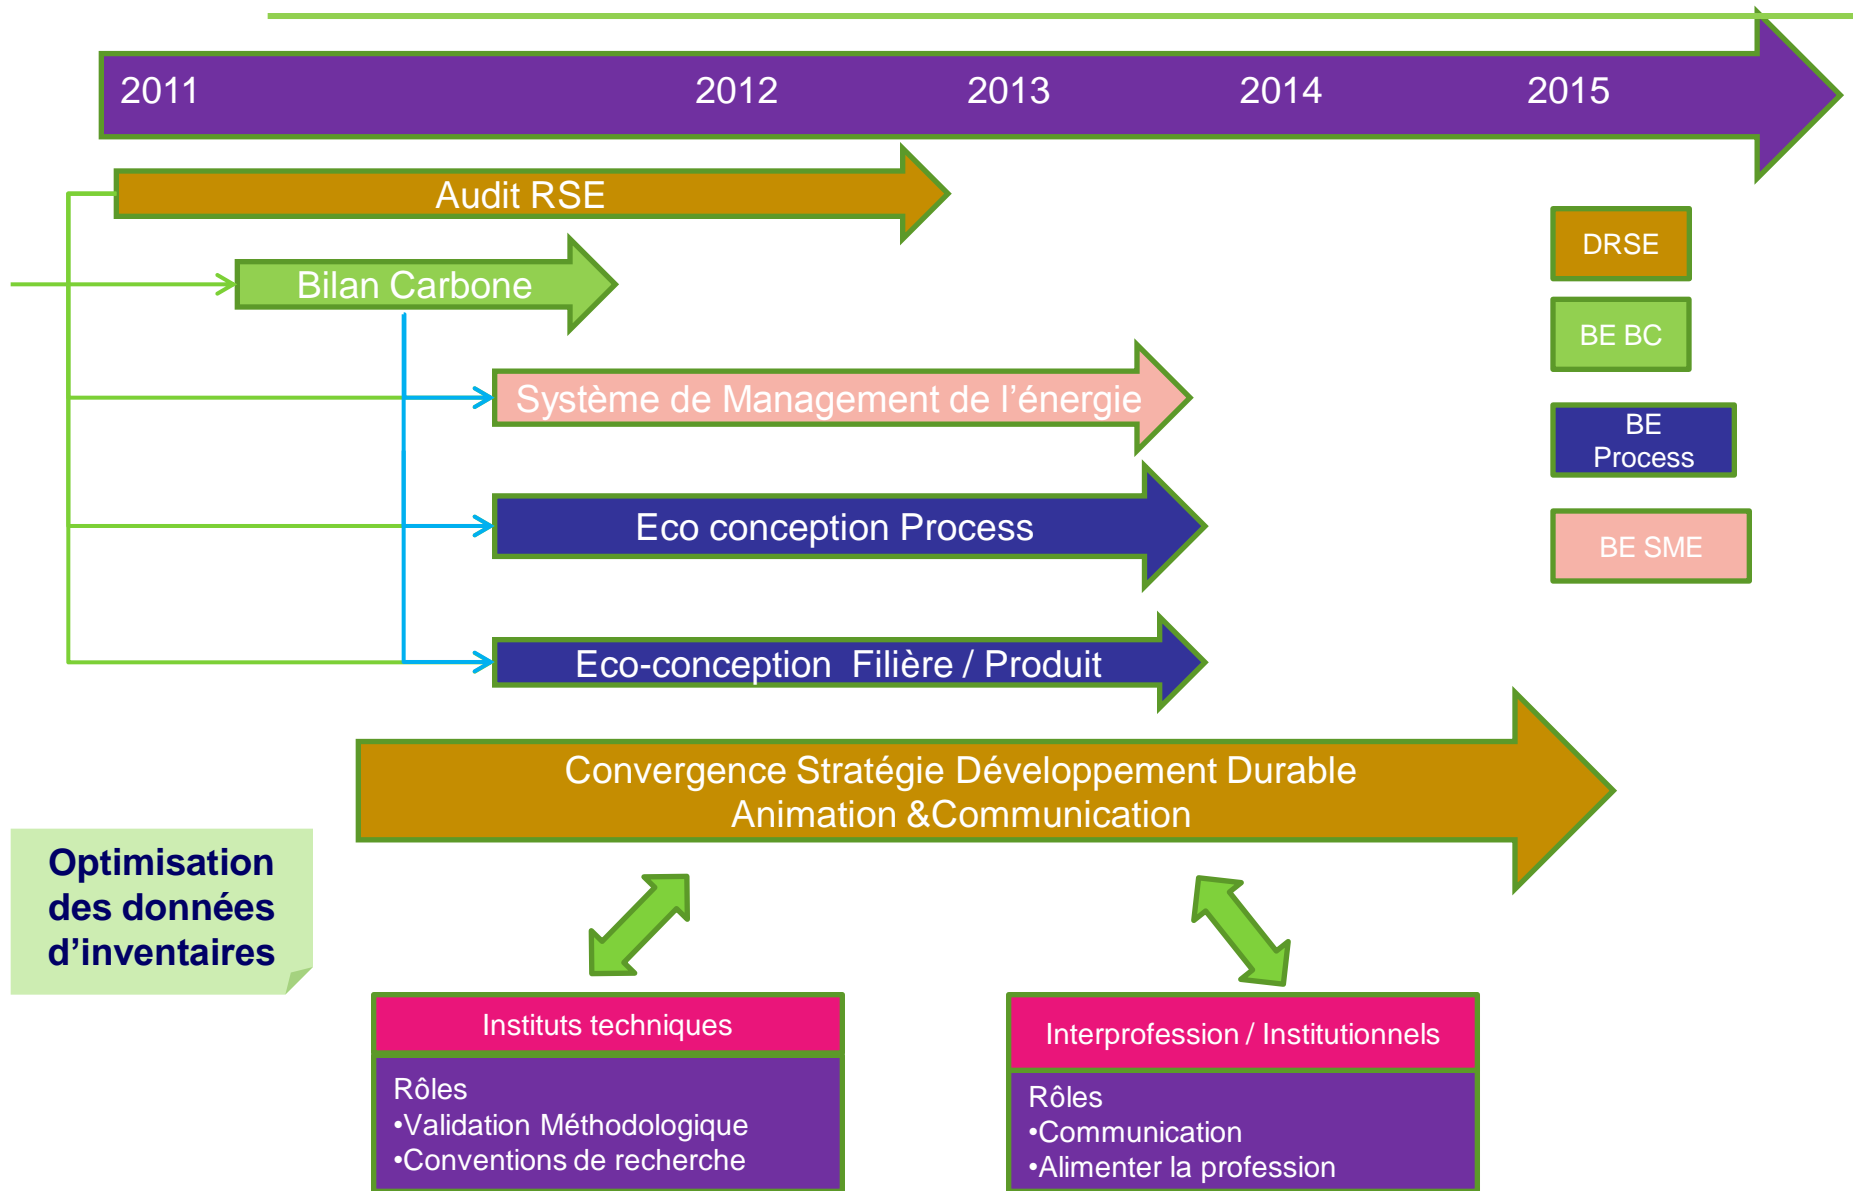 2011 2012 2013 2014 2015
Audit RSE
Bilan Carbone
Système de Management de l’énergie
Eco conception Process
Eco-conception  Filière / Produit
Convergence Stratégie Développement Durable
Animation &Communication
DRSE
BE BC
BE
Process
BE SME
Optimisation
des données
d’inventaires
Instituts techniques
Rôles
•Validation Méthodologique
•Conventions de recherche
Interprofession / Institutionnels
Rôles
•Communication
•Alimenter la profession